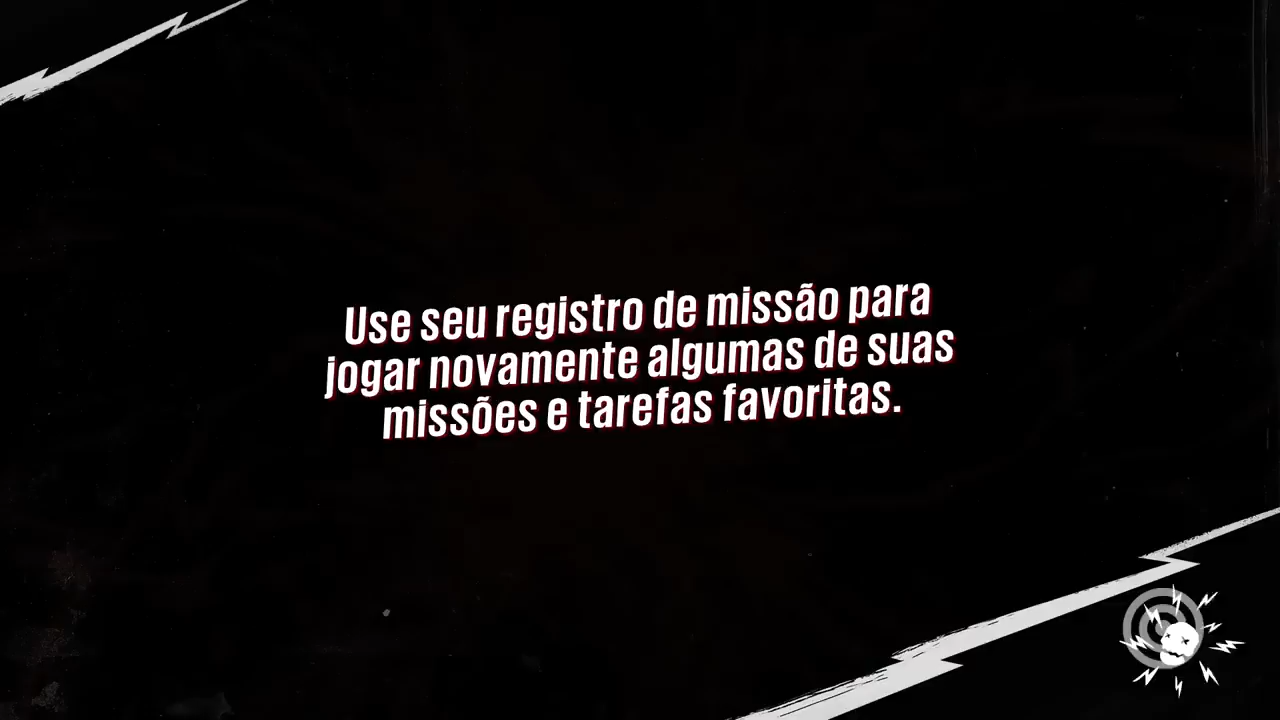 Use seu registro de missão para
jogar novamente algumas de suas
missões e tarefas favoritas.